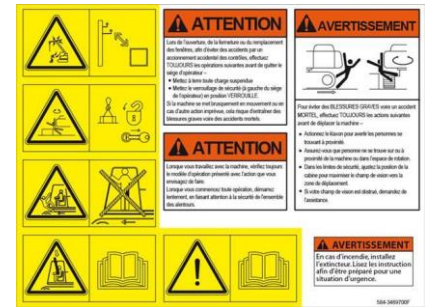 ATTENTION
Lors de l'ouverture, de la fermeture ou du remplacement
des fenêtres, afin d'éviter des accidents par un
accionnement accidentel des contrôles, effectuez
TOUJOURS les opérations suivantes avant de quitter le
siège d'opérateur –
• Mettez à terre toute charge suspendue
• Mettez le verrouillage de sécurité (à gauche du siège
de l'opérateur) en position VERROUILLE.
Si la machine se met brusquement en mouvement ou en
cas d'autre action imprévue, cela risque d'entraîner des
blessures graves voire des accidents mortels.
ATTENTION
Lorsque vous travaillez avec la machine, vérifiez toujours
le modèle d'opération présenté avec l'action que vous
envisagez de faire.
Lorsque vous commencez toute opération, démarrez
lentement, en faisant attention à la sécurité de l'ensemble
des alentours.
AVERTISSEMENT
Pour éviter des BLESSURES GRAVES voire un accident
MORTEL, effectuez TOUJOURS les actions suivantes
avant de déplacer la machine –
• Actionnez le klaxon pour avertir les personnes se
trouvant à proximité.
• Assurez-vous que personne ne se trouve sur ou à
proximité de la machine ou dans l'espace de rotation.
• Dans les limites de sécurité, ajustez la position de la
cabine pour maximiser le champ de vision vers la
zone de déplacement.
• Si votre champ de vision est obstrué, demandez de
l'assistance.
AVERTISSEMENT
En cas d'incendie, installez
l'extincteur. Lisez les instruction
afin d'être préparé pour une
situation d'urgence.
584-3469700F